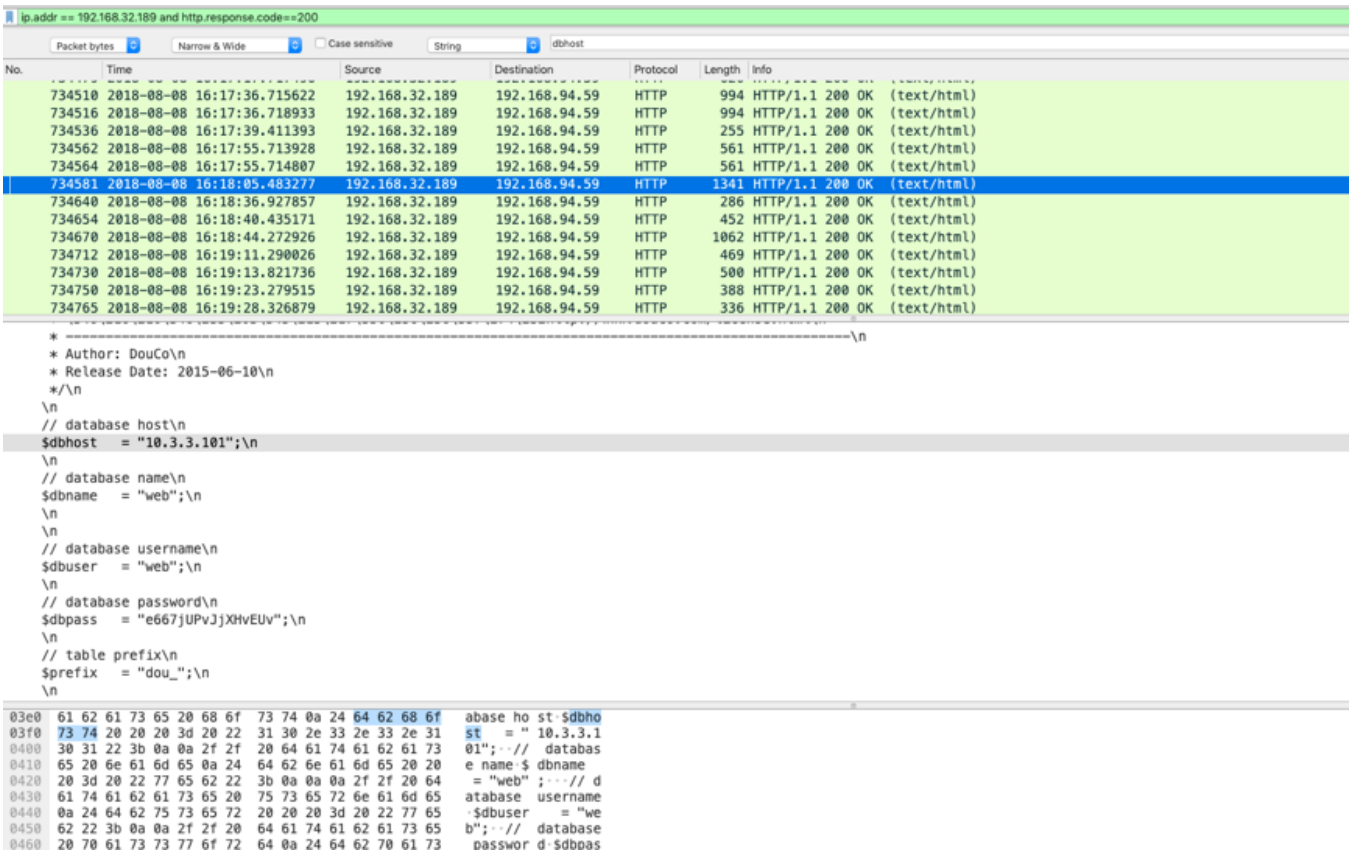 ip.addr == 192.168.32.189 and http.response.code==200
Packet bytes Narrow & Wide Case sensitive String dbhost
No. Time Source Destination Protocol Length Info
734510 2018-08-08 16:17:36.715622 192.168.32.189 192.168.94.59 HTTP 994 HTTP/1.1 200 OK (text/html)
734516 2018-08-08 16:17:36.718933 192.168.32.189 192.168.94.59 HTTP 994 HTTP/1.1 200 OK (text/html)
734536 2018-08-08 16:17:39.411393 192.168.32.189 192.168.94.59 HTTP 255 HTTP/1.1 200 OK (text/html)
734562 2018-08-08 16:17:55.713928 192.168.32.189 192.168.94.59 HTTP 561 HTTP/1.1 200 OK (text/html)
734564 2018-08-08 16:17:55.714807 192.168.32.189 192.168.94.59 HTTP 561 HTTP/1.1 200 OK (text/html)
734581 2018-08-08 16:18:05.483277 192.168.32.189 192.168.94.59 HTTP 1341 HTTP/1.1 200 OK (text/html)
734640 2018-08-08 16:18:36.927857 192.168.32.189 192.168.94.59 HTTP 286 HTTP/1.1 200 OK (text/html)
734654 2018-08-08 16:18:40.435171 192.168.32.189 192.168.94.59 HTTP 452 HTTP/1.1 200 OK (text/html)
734670 2018-08-08 16:18:44.272926 192.168.32.189 192.168.94.59 HTTP 1062 HTTP/1.1 200 OK (text/html)
734712 2018-08-08 16:19:11.290026 192.168.32.189 192.168.94.59 HTTP 469 HTTP/1.1 200 OK (text/html)
734730 2018-08-08 16:19:13.821736 192.168.32.189 192.168.94.59 HTTP 500 HTTP/1.1 200 OK (text/html)
734750 2018-08-08 16:19:23.279515 192.168.32.189 192.168.94.59 HTTP 388 HTTP/1.1 200 OK (text/html)
734765 2018-08-08 16:19:28.326879 192.168.32.189 192.168.94.59 HTTP 336 HTTP/1.1 200 OK (text/html)
* --------------------------------------------------------------------------------\n
* Author: DouCo\n
* Release Date: 2015-06-10\n
*/\n
\n
// database host\n
$dbhost   = "10.3.3.101";\n
\n
// database name\n
$dbname   = "web";\n
\n
\n
// database username\n
$dbuser   = "web";\n
\n
// database password\n
$dbpass   = "e667jUPvJjXHvEUv";\n
\n
// table prefix\n
$prefix   = "dou_";\n
\n
03e0 61 62 61 73 65 20 68 6f 73 74 0a 24 64 62 68 6f abase ho st·$dbho
03f0 73 74 20 20 20 3d 20 22 31 30 2e 33 2e 33 2e 31 st   = " 10.3.3.1
0400 30 31 22 3b 0a 0a 2f 2f 20 64 61 74 61 62 61 73 01";··// databas
0410 65 20 6e 61 6d 65 0a 24 64 62 6e 61 6d 65 20 20 e name·$ dbname
0420 20 3d 20 22 77 65 62 22 3b 0a 0a 0a 2f 2f 20 64 = "web" ;···// d
0430 61 74 61 62 61 73 65 20 75 73 65 72 6e 61 6d 65 atabase username
0440 0a 24 64 62 75 73 65 72 20 20 20 3d 20 22 77 65 ·$dbuser    = "we
0450 62 22 3b 0a 0a 2f 2f 20 64 61 74 61 62 61 73 65 b";··// database
0460 20 70 61 73 73 77 6f 72 64 0a 24 64 62 70 61 73 passwor d·$dbpas